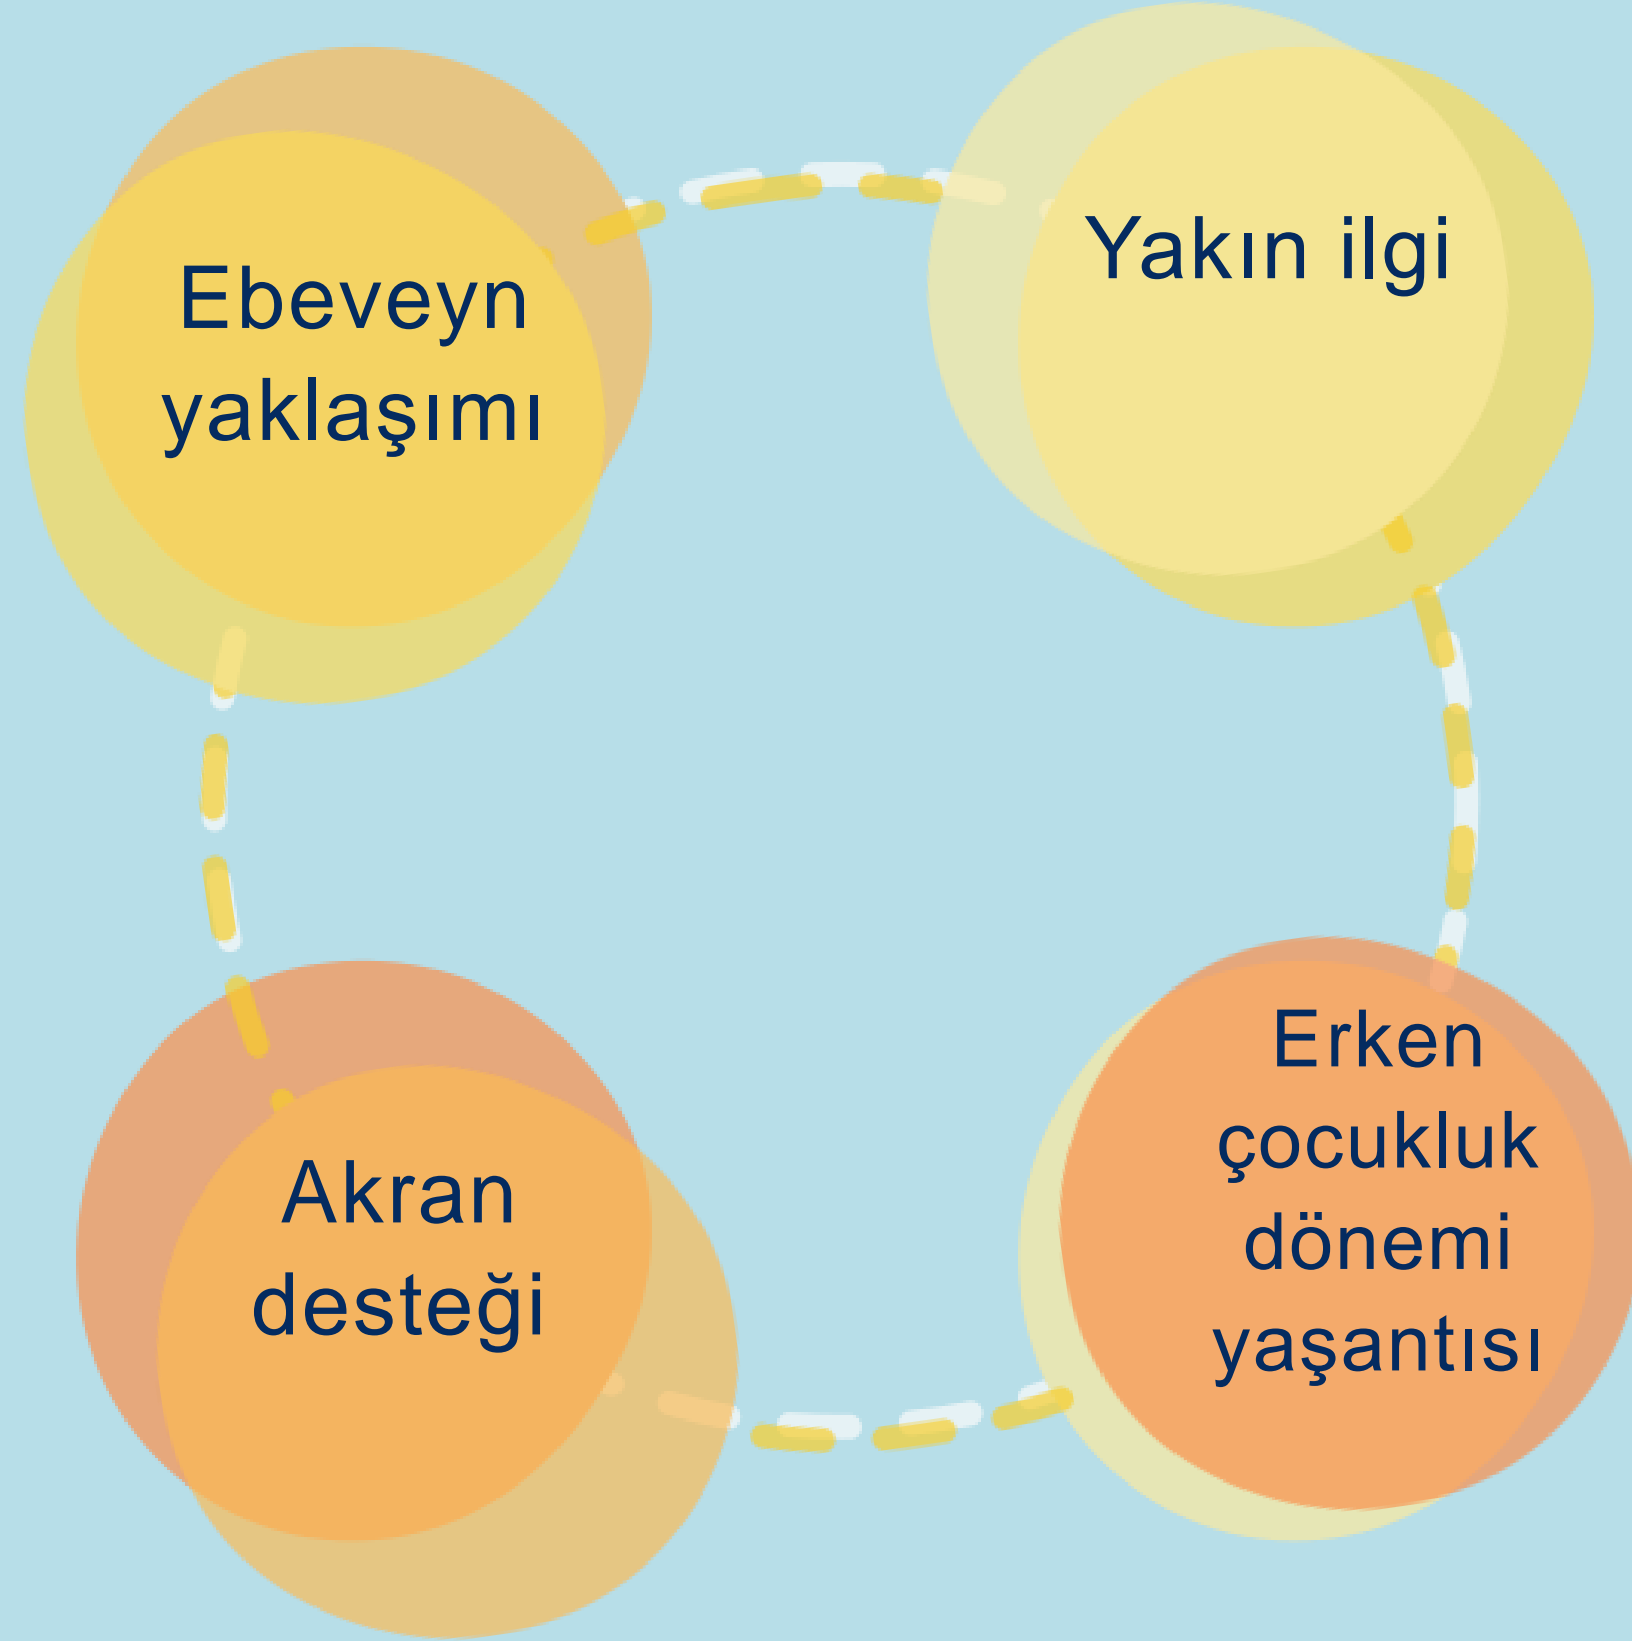 Ebeveyn
yaklaşımı
Yakın ilgi
Akran
desteği
Erken
çocukluk
dönemi
yaşantısı